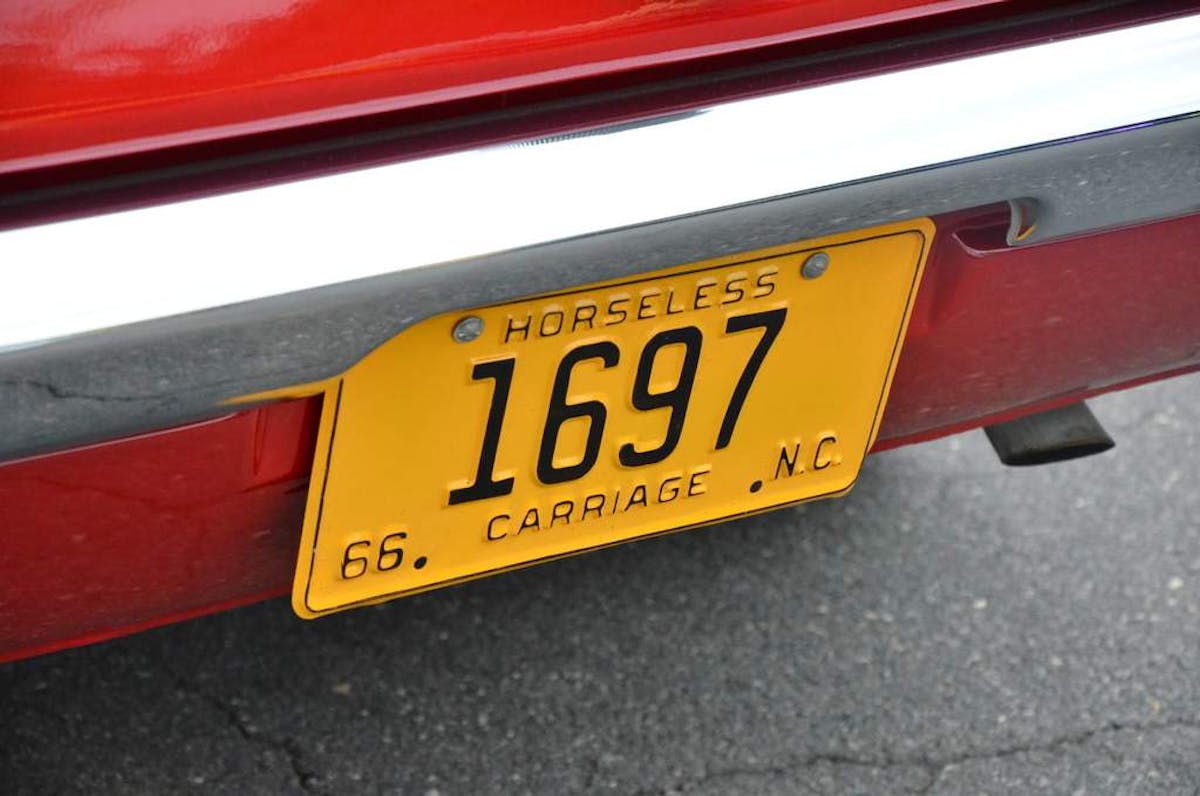 HORSELESS
1697
CARRIAGE
66. .N.C.